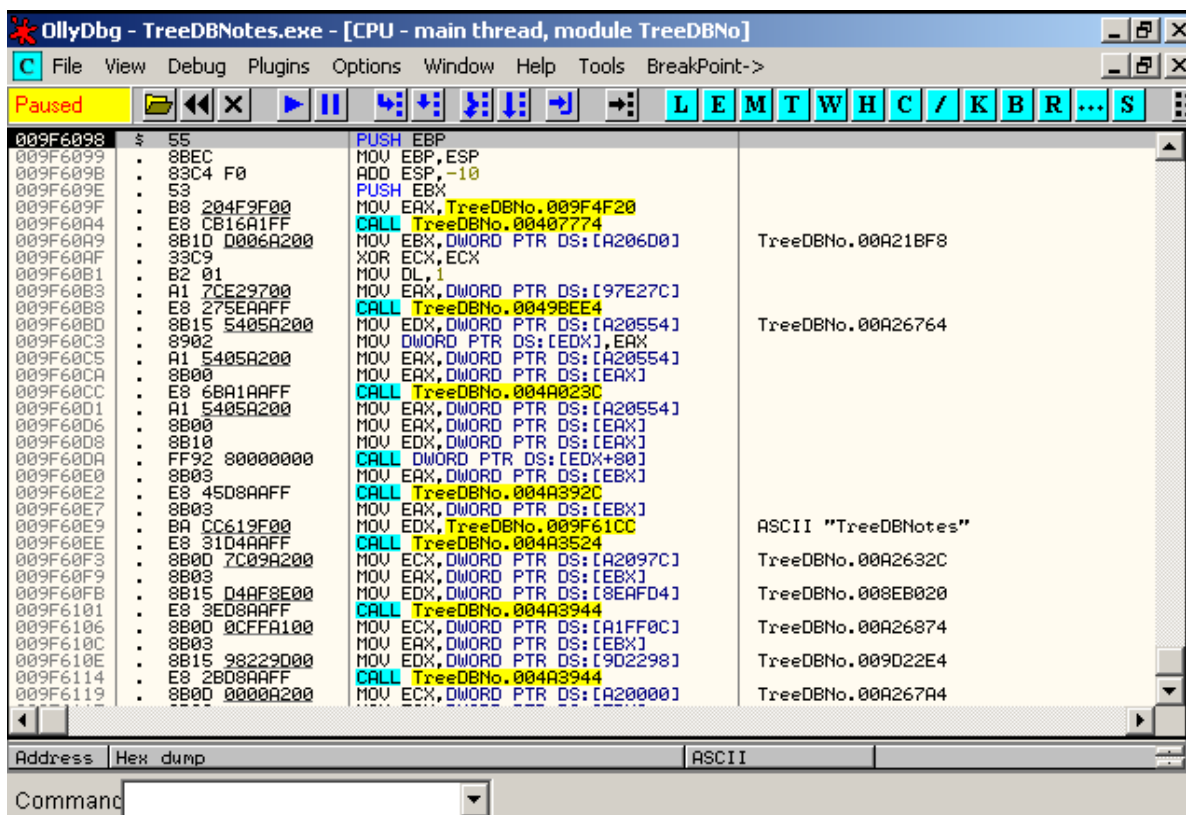 OllyDbg - TreeDBNotes.exe - [CPU - main thread, module TreeDBNo]
C File View Debug Plugins Options Window Help Tools BreakPoint->
Paused L E M T W H C / K B R ... S
009F6098 $ 55 PUSH EBP
009F6099 . 8BEC MOV EBP,ESP
009F609B . 83C4 F0 ADD ESP,-10
009F609E . 53 PUSH EBX
009F609F . B8 204F9F00 MOV EAX,TreeDBNo.009F4F20
009F60A4 . E8 CB16A1FF CALL TreeDBNo.00407774
009F60A9 . 8B1D D006A200 MOV EBX,DWORD PTR DS:[A206D0] TreeDBNo.00A21BF8
009F60AF . 33C9 XOR ECX,ECX
009F60B1 . B2 01 MOV DL,1
009F60B3 . A1 7CE29700 MOV EAX,DWORD PTR DS:[97E27C]
009F60B8 . E8 275EAAFF CALL TreeDBNo.0049BEE4
009F60BD . 8B15 5405A200 MOV EDX,DWORD PTR DS:[A20554] TreeDBNo.00A26764
009F60C3 . 8902 MOV DWORD PTR DS:[EDX],EAX
009F60C5 . A1 5405A200 MOV EAX,DWORD PTR DS:[A20554]
009F60CA . 8B00 MOV EAX,DWORD PTR DS:[EAX]
009F60CC . E8 6BA1AAFF CALL TreeDBNo.004A023C
009F60D1 . A1 5405A200 MOV EAX,DWORD PTR DS:[A20554]
009F60D6 . 8B00 MOV EAX,DWORD PTR DS:[EAX]
009F60D8 . 8B10 MOV EDX,DWORD PTR DS:[EAX]
009F60DA . FF92 80000000 CALL DWORD PTR DS:[EDX+80]
009F60E0 . 8B03 MOV EAX,DWORD PTR DS:[EBX]
009F60E2 . E8 45D8AAFF CALL TreeDBNo.004A392C
009F60E7 . 8B03 MOV EAX,DWORD PTR DS:[EBX]
009F60E9 . BA CC619F00 MOV EDX,TreeDBNo.009F61CC ASCII "TreeDBNotes"
009F60EE . E8 31D4AAFF CALL TreeDBNo.004A3524
009F60F3 . 8B0D 7C09A200 MOV ECX,DWORD PTR DS:[A2097C] TreeDBNo.00A2632C
009F60F9 . 8B03 MOV EAX,DWORD PTR DS:[EBX]
009F60FB . 8B15 D4AF8E00 MOV EDX,DWORD PTR DS:[8EAFD4] TreeDBNo.008EB020
009F6101 . E8 3ED8AAFF CALL TreeDBNo.004A3944
009F6106 . 8B0D 0CFFA100 MOV ECX,DWORD PTR DS:[A1FF0C] TreeDBNo.00A26874
009F610C . 8B03 MOV EAX,DWORD PTR DS:[EBX]
009F610E . 8B15 98229D00 MOV EDX,DWORD PTR DS:[9D2298] TreeDBNo.009D22E4
009F6114 . E8 2BD8AAFF CALL TreeDBNo.004A3944
009F6119 . 8B0D 0000A200 MOV ECX,DWORD PTR DS:[A20000] TreeDBNo.00A267A4
Address Hex dump ASCII
Command